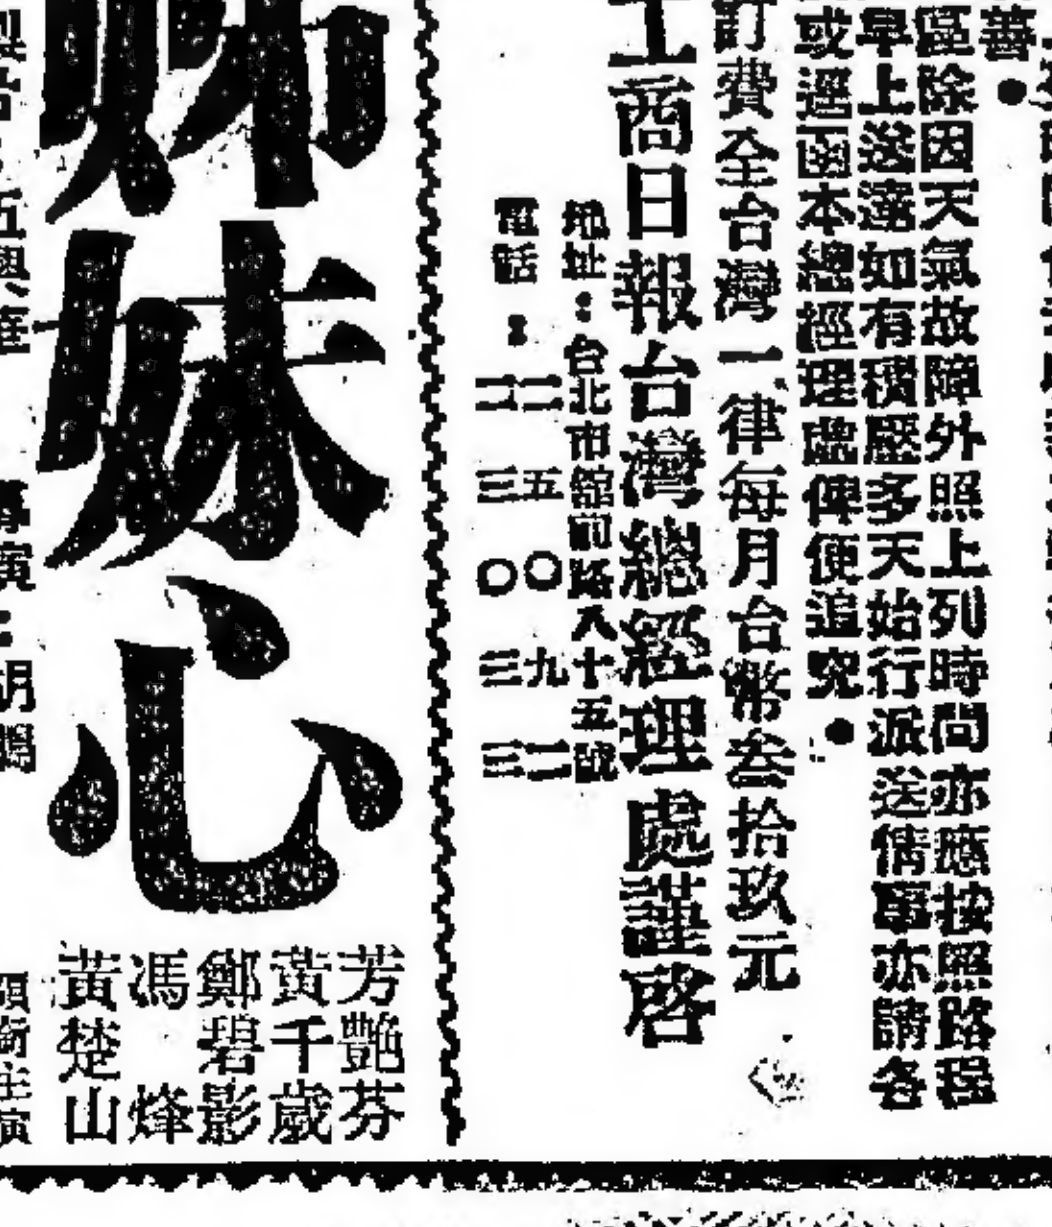 善●
區除因天氣故障外照上列時間亦應按照路程
早上送達如有積壓多天始行派送情事亦請各
或逕函本總經理處俾便追究●
訂費全台灣一律每月台幣叁拾玖元
工商日報台灣總經理處謹啓
地址：台北市舘前路八十五號
電話：二五〇九二
二三〇三三
姊妹心
芳艷芬
黃千歲
鄭碧影
馮烽
黃楚山